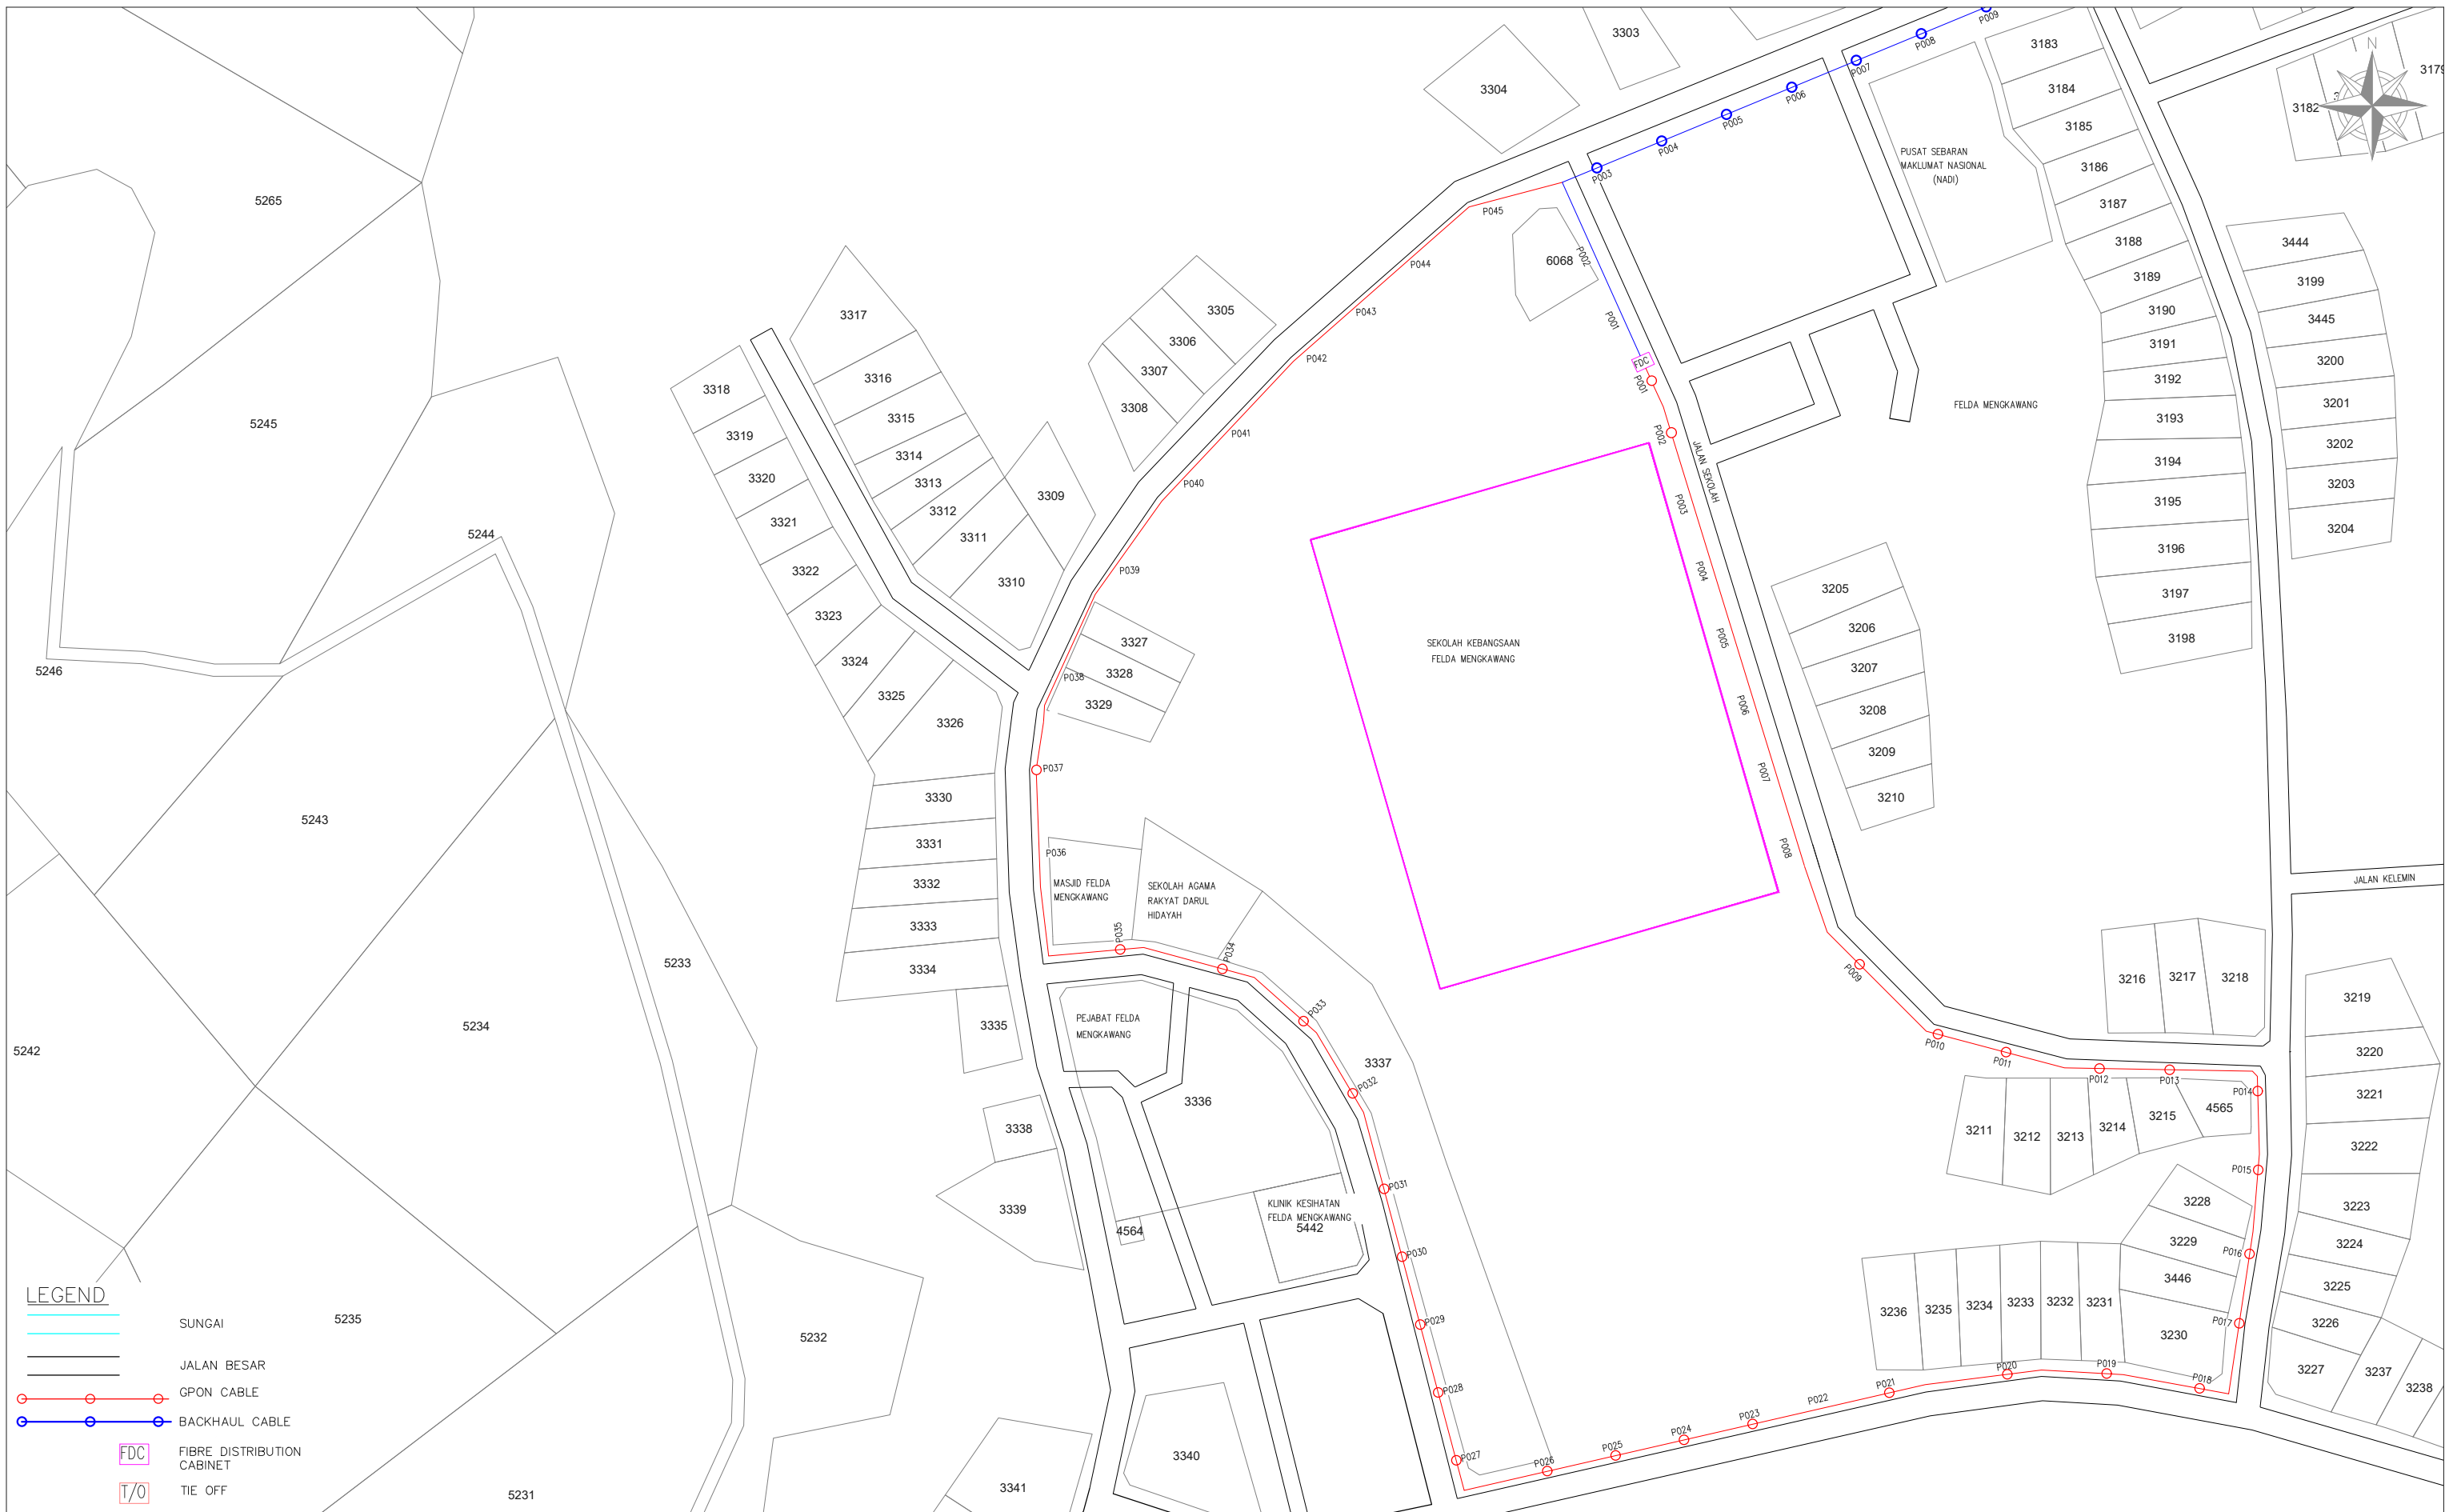 3303
3304
P009
P008
P007
P006
P005
P004
P003
3183
3184
3185
3186
3187
3188
3189
3190
3191
3192
3193
3194
3195
3196
3197
3198
N
3179
3182
PUSAT SEBARAN
MAKLUMAT NASIONAL
(NADI)
3444
3199
3445
3200
3201
3202
3203
3204
5265
5245
5244
5246
5243
5242
5234
5233
5235
5232
5231
P045
P044
P043
P042
P041
P040
P039
P038
P037
P036
P002
P001
6068
FDC
P001
P002
P003
P004
P005
P006
P007
P008
P009
JALAN SEKOLAH
FELDA MENGKAWANG
3305
3306
3307
3308
3317
3316
3315
3314
3313
3312
3311
3310
3309
3318
3319
3320
3321
3322
3323
3324
3325
3326
3327
3328
3329
3330
3331
3332
3333
3334
3335
SEKOLAH KEBANGSAAN
FELDA MENGKAWANG
3205
3206
3207
3208
3209
3210
MASJID FELDA
MENGKAWANG
SEKOLAH AGAMA
RAKYAT DARUL
HIDAYAH
P035
P034
P033
P032
P031
P030
P029
P028
P027
P026
P025
P024
P023
P022
P021
P020
P019
P018
P017
P016
P015
P014
P013
P012
P011
P010
PEJABAT FELDA
MENGKAWANG
3336
3337
3338
3339
4564
KLINIK KESIHATAN
FELDA MENGKAWANG
5442
3340
3341
JALAN KELEMIN
3216
3217
3218
3219
3220
3221
3222
3223
3224
3225
3226
3227
3237
3238
3211
3212
3213
3214
3215
4565
3228
3229
3446
3230
3236
3235
3234
3233
3232
3231
LEGEND
SUNGAI
JALAN BESAR
GPON CABLE
BACKHAUL CABLE
FDC
FIBRE DISTRIBUTION
CABINET
T/O
TIE OFF